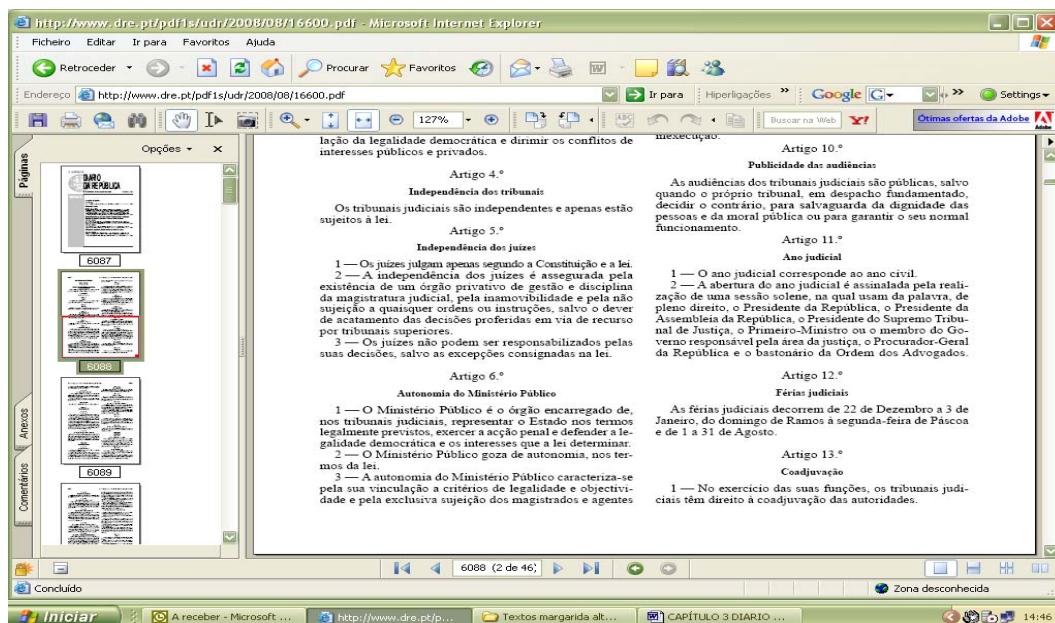 http://www.dre.pt/pdf1s/udr/2008/08/16600.pdf - Microsoft Internet Explorer
Ficheiro Editar Ir para Favoritos Ajuda
Retroceder Procurar Favoritos
Endereço http://www.dre.pt/pdf1s/udr/2008/08/16600.pdf Ir para Hiperligações » Google G Settings
127% Buscar na Web Y! Ótimas ofertas da Adobe
Páginas
Anexos
Comentários
Opções x
DIÁRIO
DA REPÚBLICA
6087
6088
6089
lação da legalidade democrática e dirimir os conflitos de
interesses públicos e privados.
Artigo 4.º
Independência dos tribunais
Os tribunais judiciais são independentes e apenas estão
sujeitos à lei.
Artigo 5.º
Independência dos juízes
1 — Os juízes julgam apenas segundo a Constituição e a lei.
2 — A independência dos juízes é assegurada pela
existência de um órgão privativo de gestão e disciplina
da magistratura judicial, pela inamovibilidade e pela não
sujeição a quaisquer ordens ou instruções, salvo o dever
de acatamento das decisões proferidas em via de recurso
por tribunais superiores.
3 — Os juízes não podem ser responsabilizados pelas
suas decisões, salvo as excepções consignadas na lei.
Artigo 6.º
Autonomia do Ministério Público
1 — O Ministério Público é o órgão encarregado de,
nos tribunais judiciais, representar o Estado nos termos
legalmente previstos, exercer a acção penal e defender a le-
galidade democrática e os interesses que a lei determinar.
2 — O Ministério Público goza de autonomia, nos ter-
mos da lei.
3 — A autonomia do Ministério Público caracteriza-se
pela sua vinculação a critérios de legalidade e objectivi-
dade e pela exclusiva sujeição dos magistrados e agentes
inexecução.
Artigo 10.º
Publicidade das audiências
As audiências dos tribunais judiciais são públicas, salvo
quando o próprio tribunal, em despacho fundamentado,
decidir o contrário, para salvaguarda da dignidade das
pessoas e da moral pública ou para garantir o seu normal
funcionamento.
Artigo 11.º
Ano judicial
1 — O ano judicial corresponde ao ano civil.
2 — A abertura do ano judicial é assinalada pela reali-
zação de uma sessão solene, na qual usam da palavra, de
pleno direito, o Presidente da República, o Presidente da
Assembleia da República, o Presidente do Supremo Tribu-
nal de Justiça, o Primeiro-Ministro ou o membro do Go-
verno responsável pela área da justiça, o Procurador-Geral
da República e o bastonário da Ordem dos Advogados.
Artigo 12.º
Férias judiciais
As férias judiciais decorrem de 22 de Dezembro a 3 de
Janeiro, do domingo de Ramos à segunda-feira de Páscoa
e de 1 a 31 de Agosto.
Artigo 13.º
Coadjuvação
1 — No exercício das suas funções, os tribunais judi-
ciais têm direito à coadjuvação das autoridades.
6088 (2 de 46)
Concluído Zona desconhecida
Iniciar A receber - Microsoft ... http://www.dre.pt/p... Textos margarida alt... CAPÍTULO 3 DIARIO ... 14:46